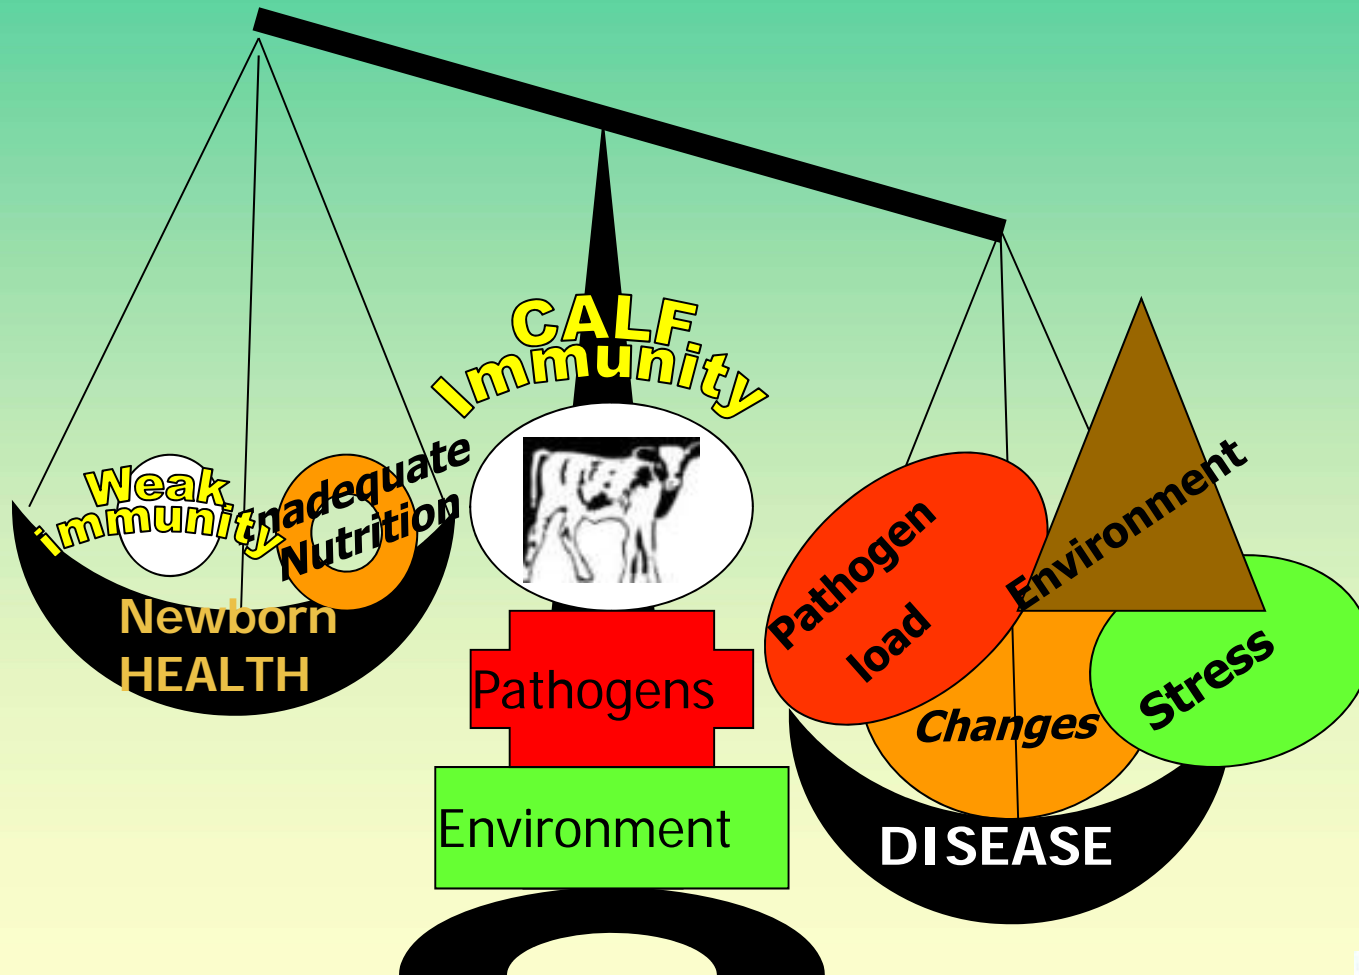 CALF
Immunity
Weak
immunity
Inadequate
Nutrition
Newborn
HEALTH
Pathogens
Environment
Pathogen
load
Environment
Changes
Stress
DISEASE